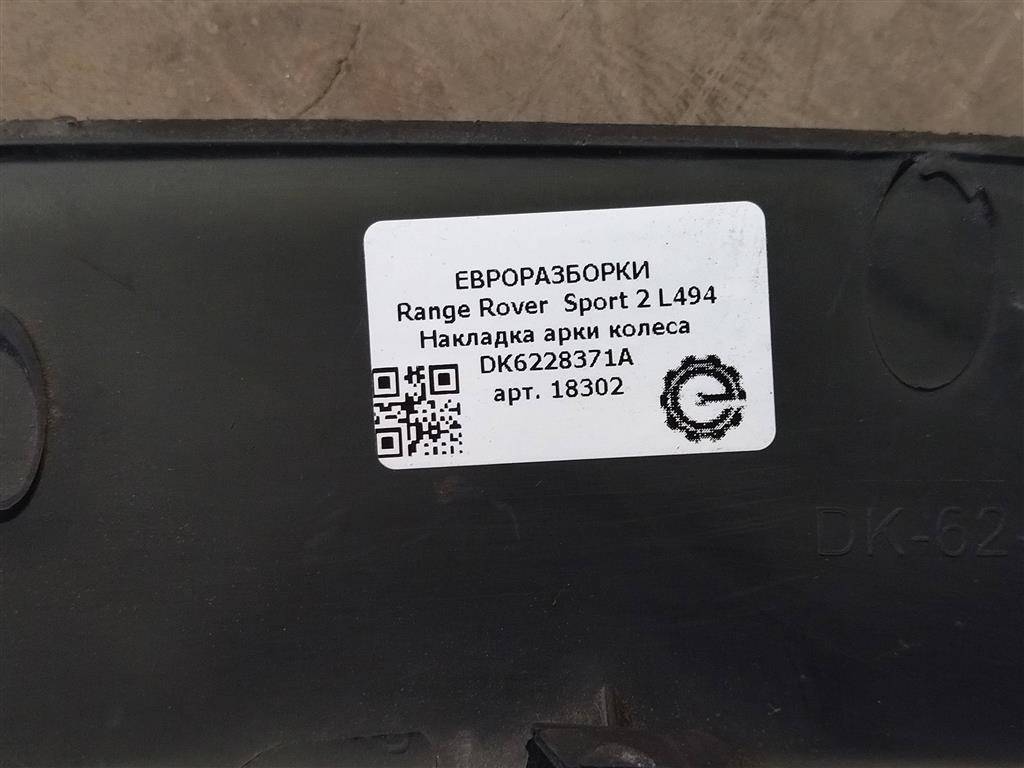 ЕВРОРАЗБОРКИ
Range Rover Sport 2 L494
Накладка арки колеса
DK6228371A
арт. 18302
DK-62-